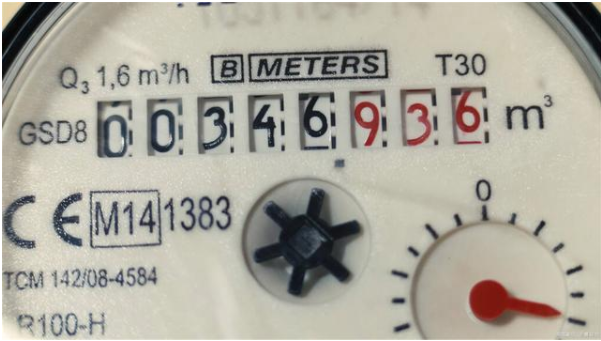 Q3 1,6 m³/h B METERS T30
GSD8 00346936 m³
0
CE M14 1383
TCM 142/08-4584
R100-H